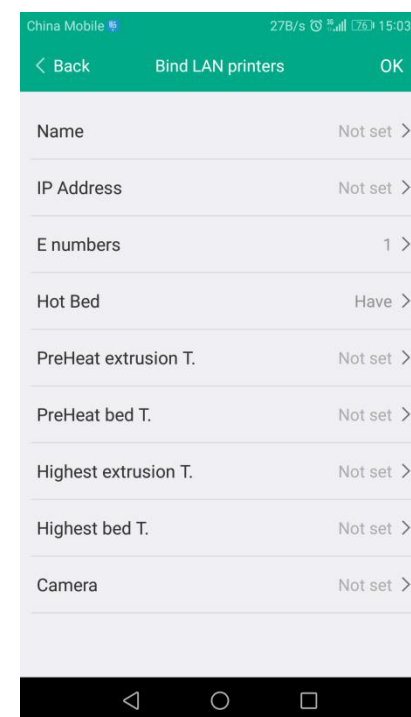 China Mobile 27B/s 76 15:03
Back Bind LAN printers OK
Name Not set
IP Address Not set
E numbers 1
Hot Bed Have
PreHeat extrusion T. Not set
PreHeat bed T. Not set
Highest extrusion T. Not set
Highest bed T. Not set
Camera Not set